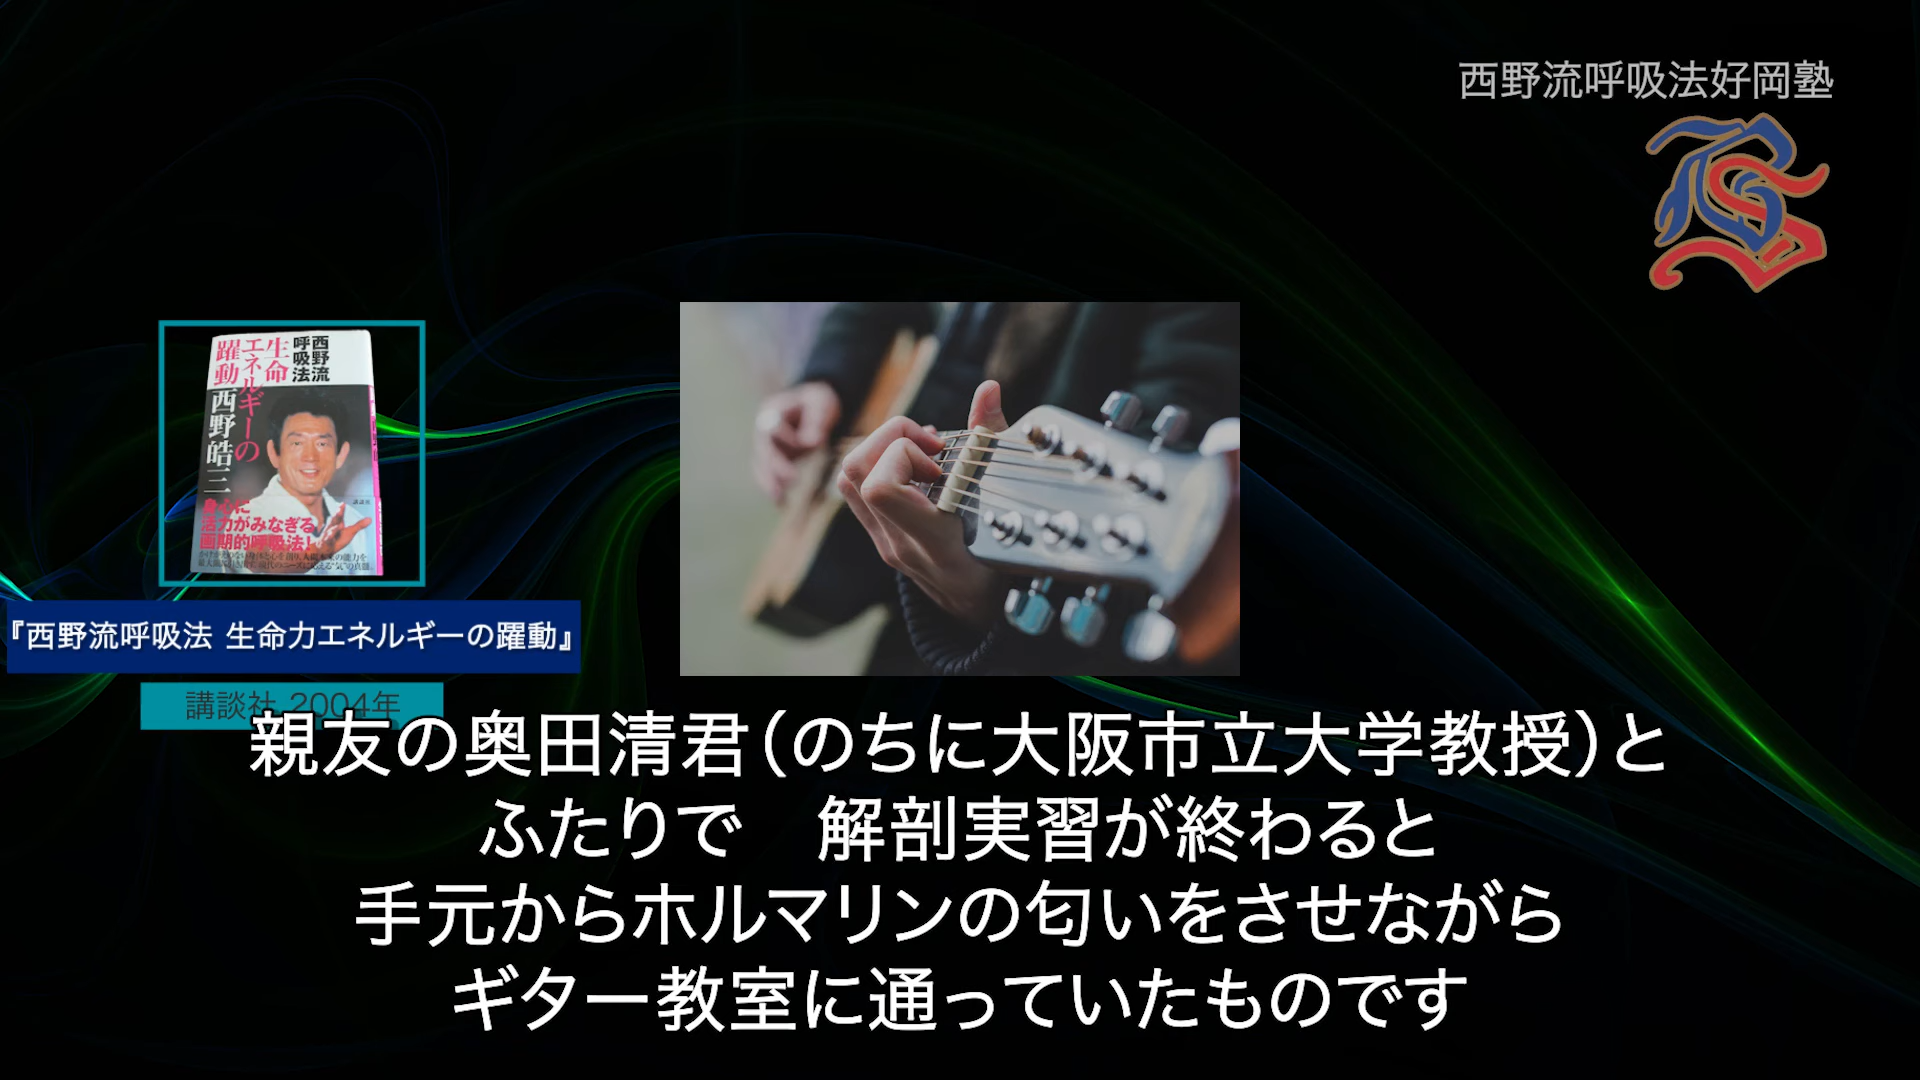 西野流呼吸法好岡塾
西野流
呼吸法
生命
エネルギーの
躍動
西野皓三
講談社
身心に
活力がみなぎる
画期的呼吸法!
『西野流呼吸法 生命力エネルギーの躍動』
講談社 2004年
親友の奥田清君(のちに大阪市立大学教授)と
ふたりで 解剖実習が終わると
手元からホルマリンの匂いをさせながら
ギター教室に通っていたものです